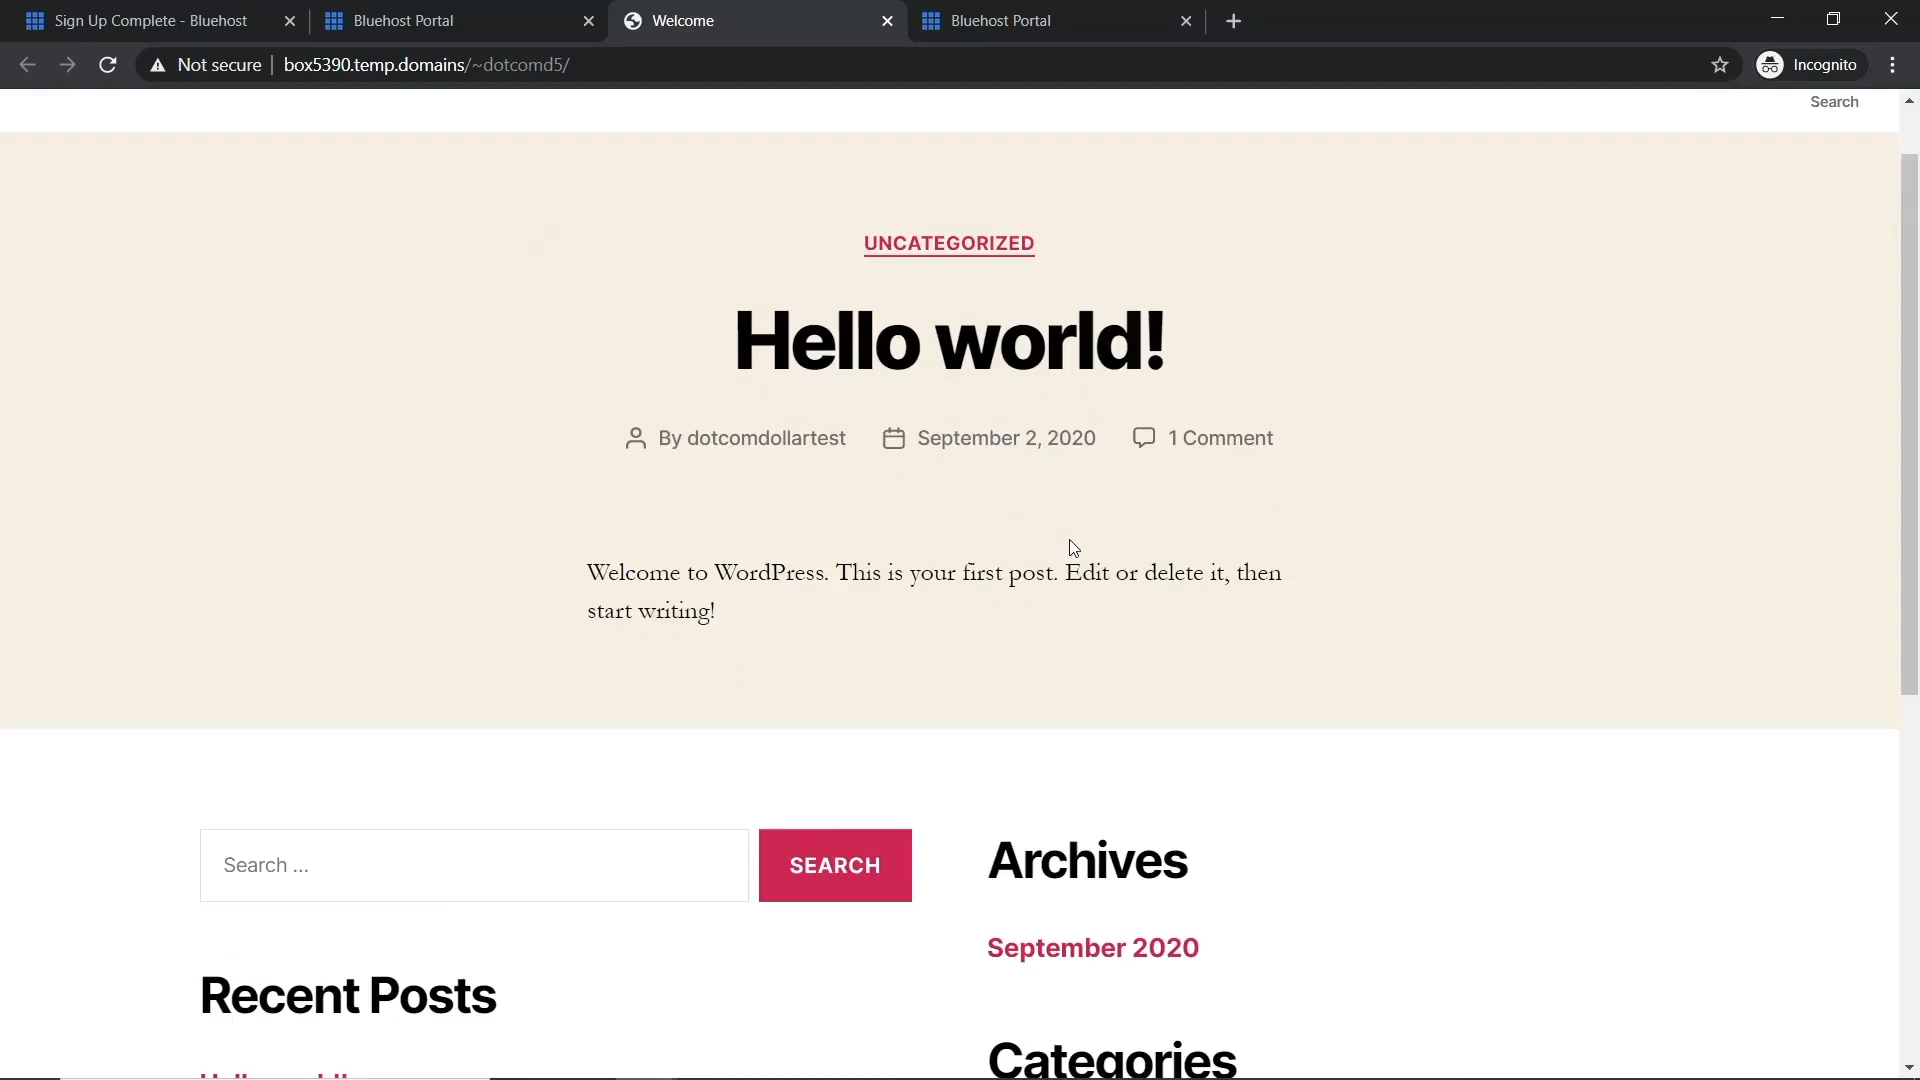 Sign Up Complete - Bluehost
Bluehost Portal
Welcome
Bluehost Portal
Not secure
box5390.temp.domains/~dotcomd5/
Incognito
Search
UNCATEGORIZED
Hello world!
By dotcomdollartest
September 2, 2020
1 Comment
Welcome to WordPress. This is your first post. Edit or delete it, then
start writing!
Search ...
SEARCH
Archives
September 2020
Recent Posts
Categories